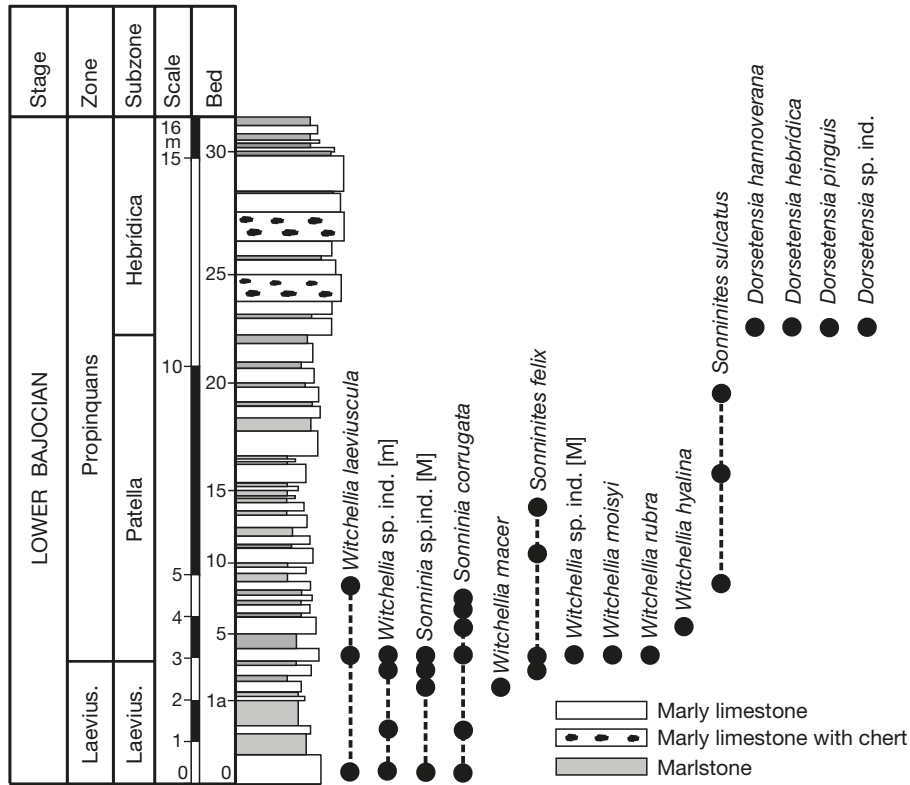 Stage
Zone
Subzone
Scale
Bed
LOWER BAJOCIAN
Propinquans
Laevius.
Hebrídica
Patella
Laevius.
16
m
15
10
5
4
3
2
1
0
30
25
20
15
10
5
1a
0
Witchellia laeviuscula
Witchellia sp. ind. [m]
Sonninia sp.ind. [M]
Sonninia corrugata
Witchellia macer
Sonninites felix
Witchellia sp. ind. [M]
Witchellia moisyi
Witchellia rubra
Witchellia hyalina
Sonninites sulcatus
Dorsetensia hannoverana
Dorsetensia hebrídica
Dorsetensia pinguis
Dorsetensia sp. ind.
Marly limestone
Marly limestone with chert
Marlstone